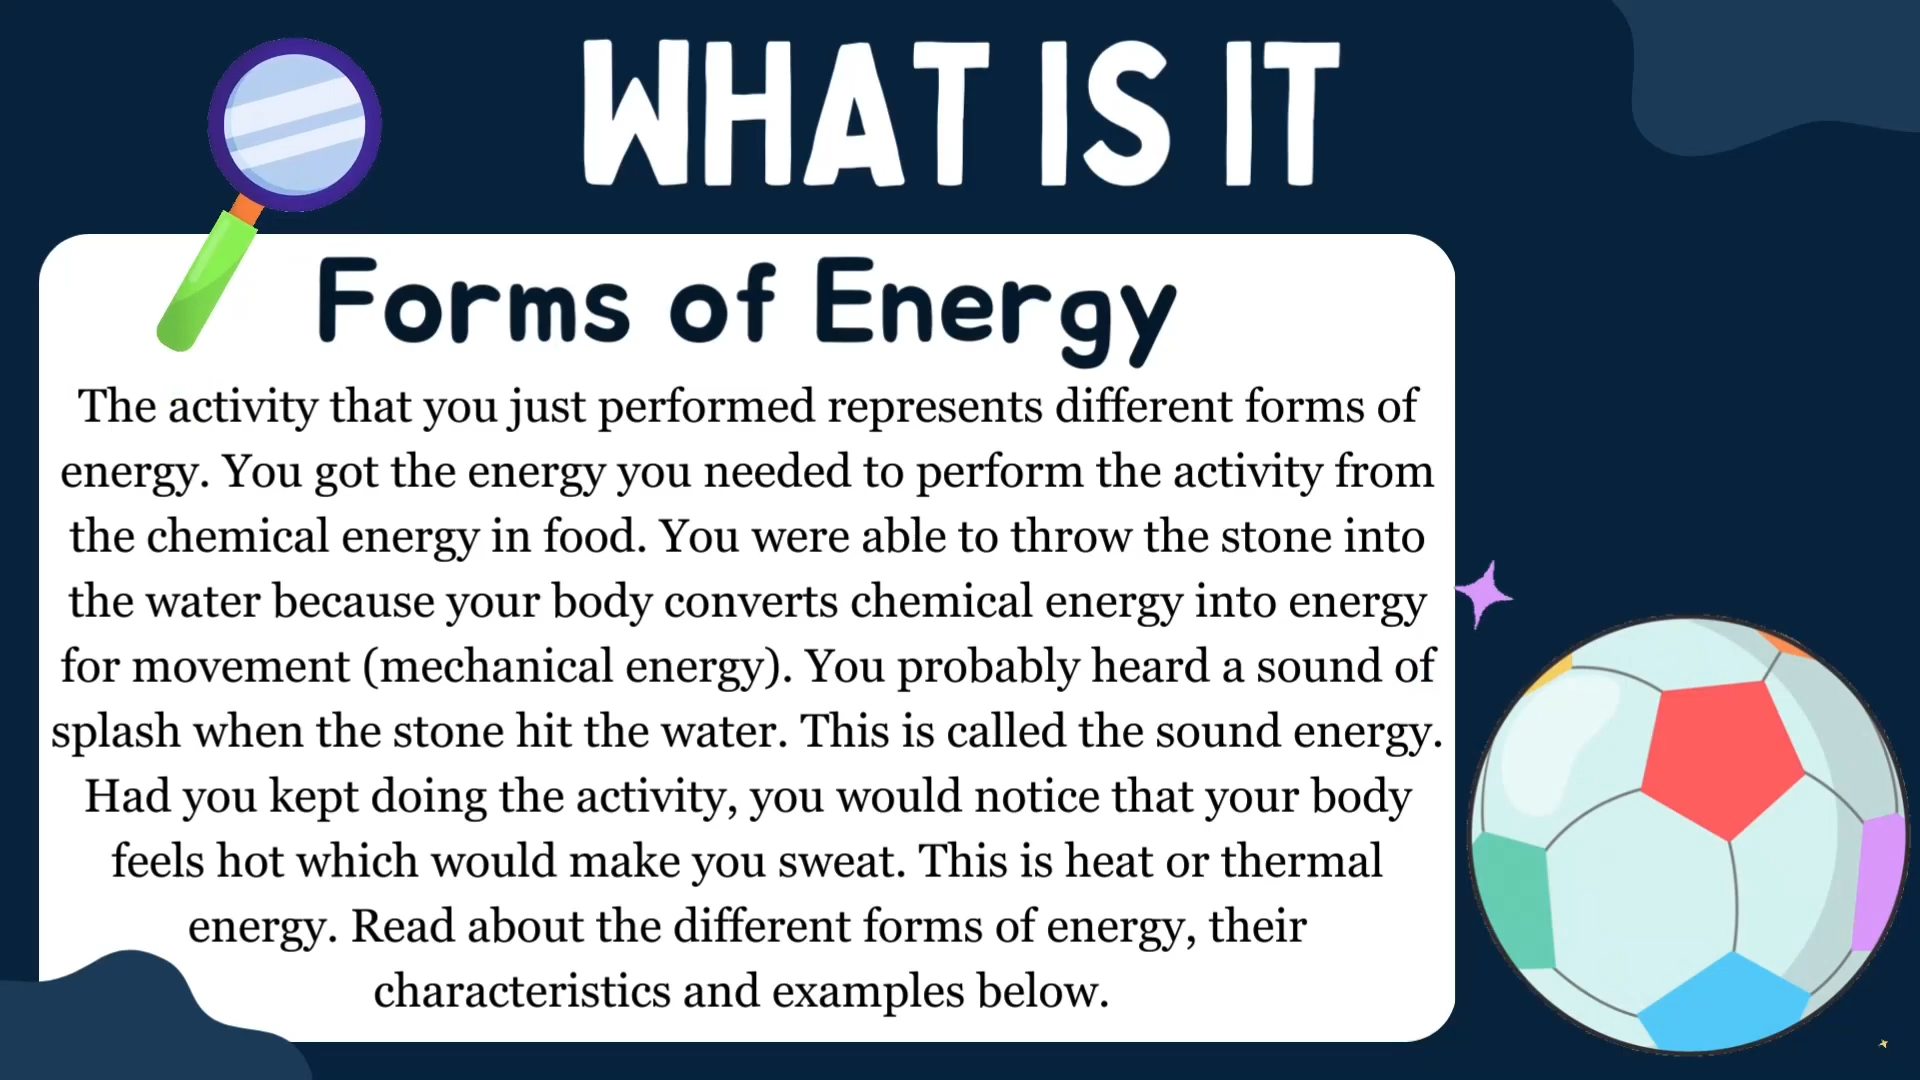 WHAT IS IT
Forms of Energy
The activity that you just performed represents different forms of
energy. You got the energy you needed to perform the activity from
the chemical energy in food. You were able to throw the stone into
the water because your body converts chemical energy into energy
for movement (mechanical energy). You probably heard a sound of
splash when the stone hit the water. This is called the sound energy.
Had you kept doing the activity, you would notice that your body
feels hot which would make you sweat. This is heat or thermal
energy. Read about the different forms of energy, their
characteristics and examples below.